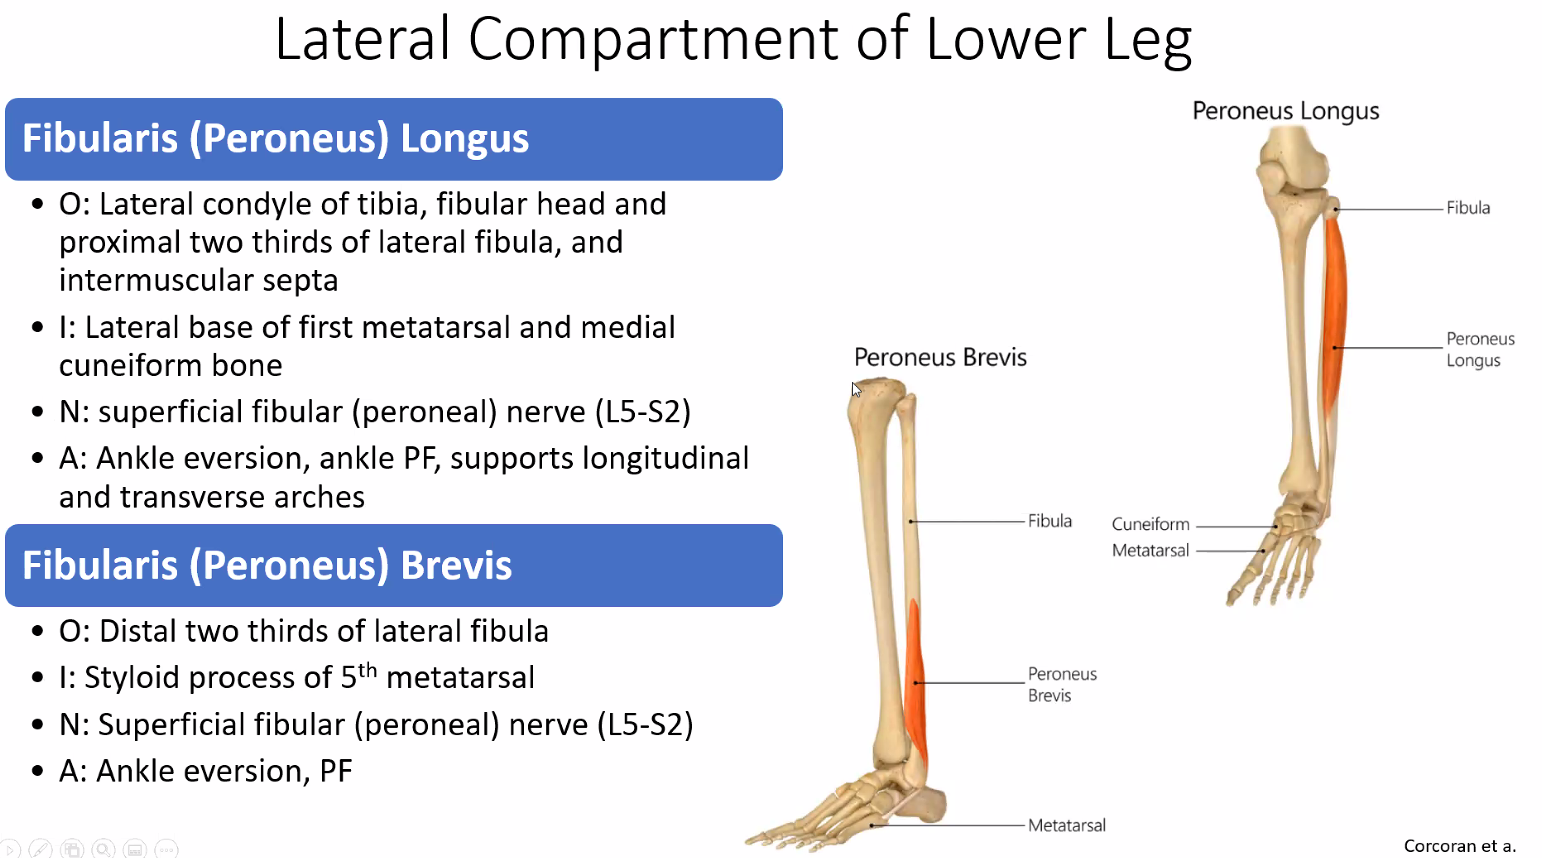 Lateral Compartment of Lower Leg
Fibularis (Peroneus) Longus
• O: Lateral condyle of tibia, fibular head and
proximal two thirds of lateral fibula, and
intermuscular septa
• I: Lateral base of first metatarsal and medial
cuneiform bone
• N: superficial fibular (peroneal) nerve (L5-S2)
• A: Ankle eversion, ankle PF, supports longitudinal
and transverse arches
Fibularis (Peroneus) Brevis
• O: Distal two thirds of lateral fibula
• I: Styloid process of 5th metatarsal
• N: Superficial fibular (peroneal) nerve (L5-S2)
• A: Ankle eversion, PF
Peroneus Brevis
Fibula
Peroneus
Brevis
Metatarsal
Peroneus Longus
Fibula
Peroneus
Longus
Cuneiform
Metatarsal
Corcoran et a.